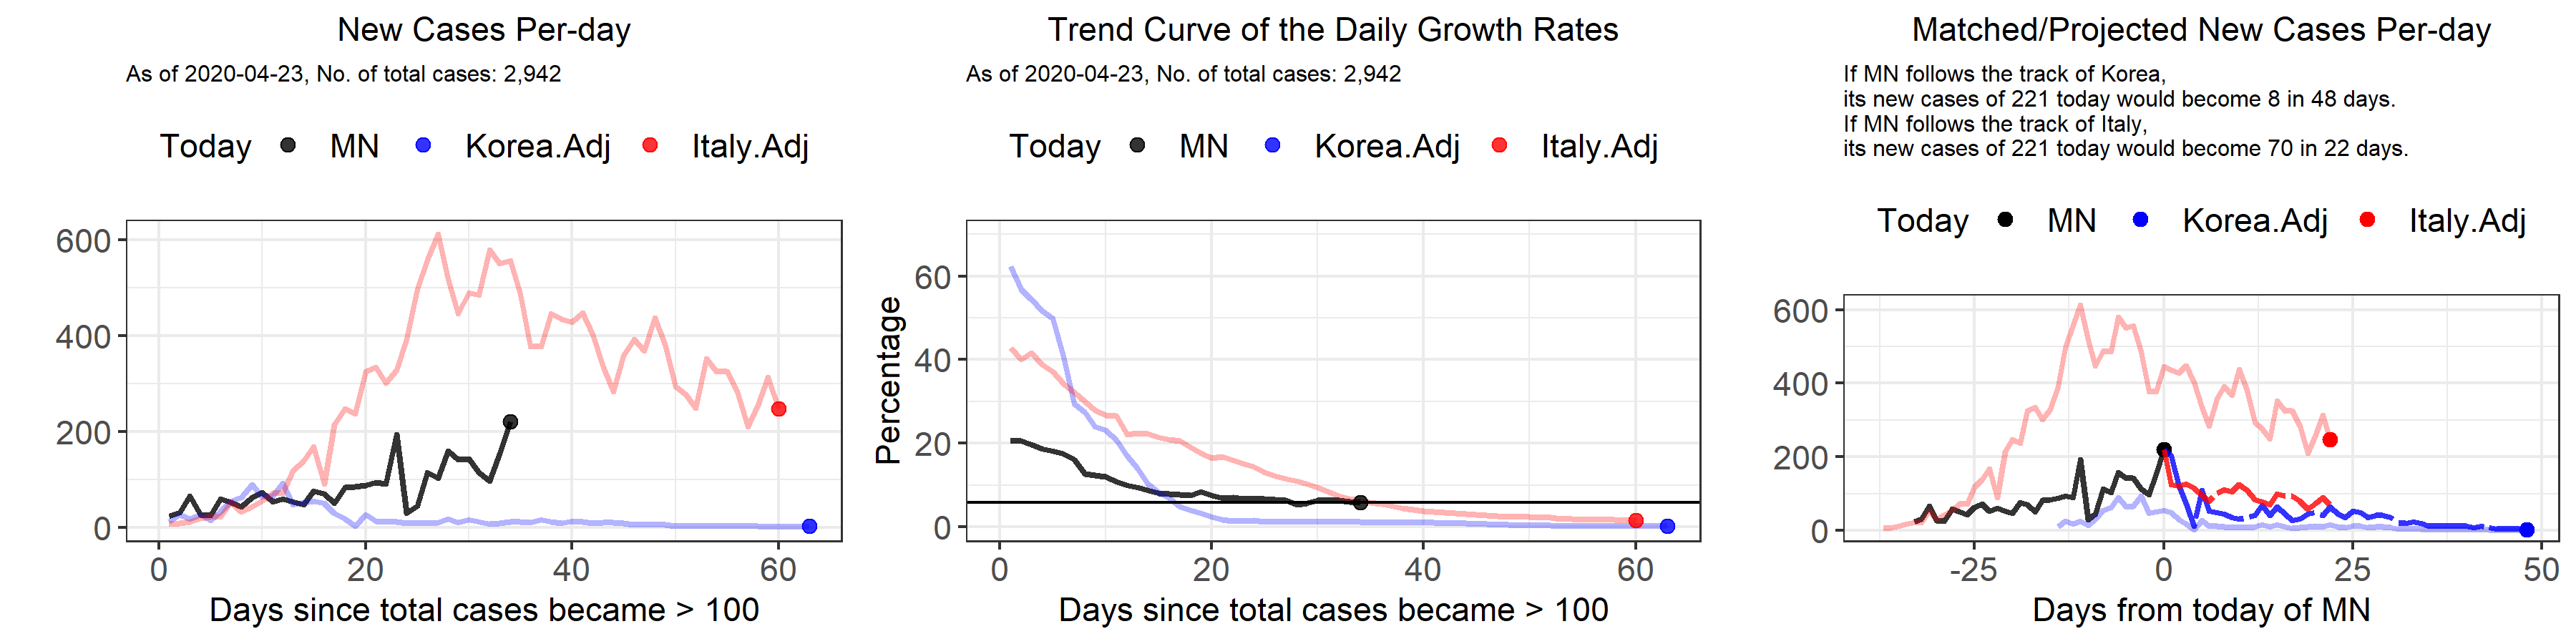 New Cases Per-day
As of 2020-04-23, No. of total cases: 2,942
Today MN Korea.Adj Italy.Adj
600
400
200
0
0 20 40 60
Days since total cases became > 100
Trend Curve of the Daily Growth Rates
As of 2020-04-23, No. of total cases: 2,942
Today MN Korea.Adj Italy.Adj
Percentage
60
40
20
0
0 20 40 60
Days since total cases became > 100
Matched/Projected New Cases Per-day
If MN follows the track of Korea,
its new cases of 221 today would become 8 in 48 days.
If MN follows the track of Italy,
its new cases of 221 today would become 70 in 22 days.
Today MN Korea.Adj Italy.Adj
600
400
200
0
-25 0 25 50
Days from today of MN